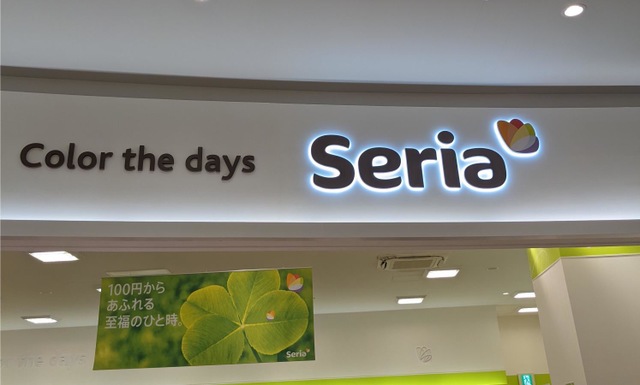 Color the days
Seria
100円から
あふれる
至福のひと時。
Seria